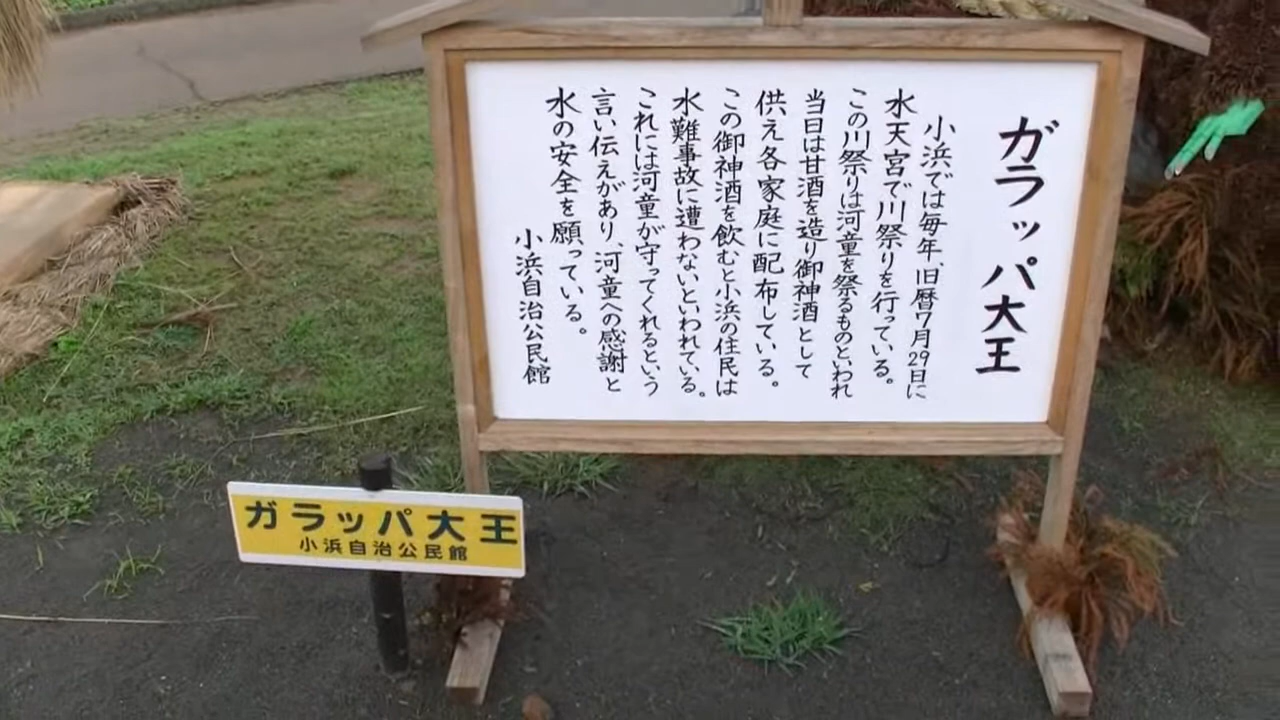 ガラッパ大王
小浜では毎年、旧暦7月29日に
水天宮で川祭りを行っている。
この川祭りは河童を祭るものといわれ
当日は甘酒を造り御神酒として
供え各家庭に配布している。
この御神酒を飲むと小浜の住民は
水難事故に遭わないといわれている。
これには河童が守ってくれるという
言い伝えがあり、河童への感謝と
水の安全を願っている。
小浜自治公民館
ガラッパ大王
小浜自治公民館